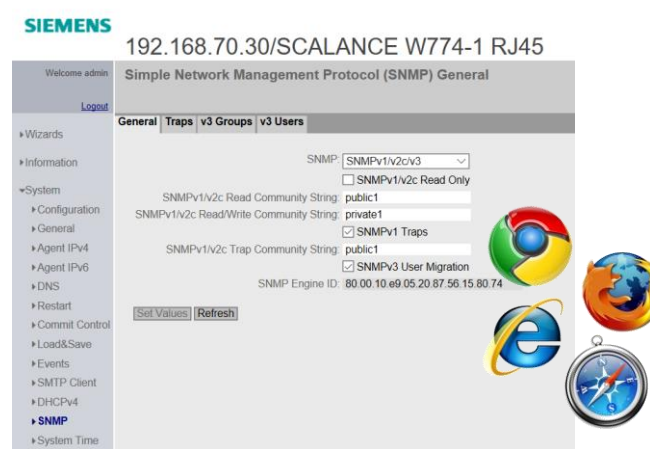 SIEMENS
192.168.70.30/SCALANCE W774-1 RJ45
Welcome admin
Logout
Simple Network Management Protocol (SNMP) General
General Traps v3 Groups v3 Users
Wizards
Information
System
Configuration
General
Agent IPv4
Agent IPv6
DNS
Restart
Commit Control
Load&Save
Events
SMTP Client
DHCPv4
SNMP
System Time
SNMP: SNMPv1/v2c/v3
SNMPv1/v2c Read Only
SNMPv1/v2c Read Community String: public1
SNMPv1/v2c Read/Write Community String: private1
SNMPv1 Traps
SNMPv1/v2c Trap Community String: public1
SNMPv3 User Migration
SNMP Engine ID: 80.00.10.e9.05.20.87.56.15.80.74
Set Values Refresh